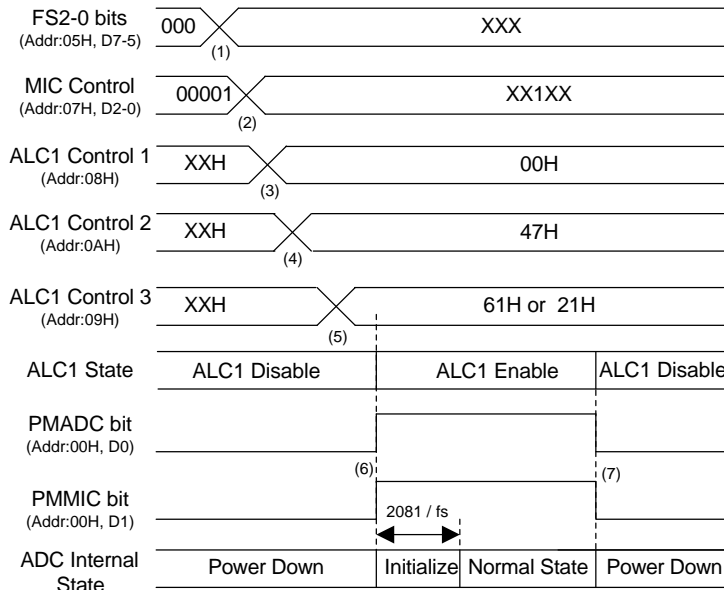 FS2-0 bits
(Addr:05H, D7-5)
000
XXX
(1)
MIC Control
(Addr:07H, D2-0)
00001
XX1XX
(2)
ALC1 Control 1
(Addr:08H)
XXH
00H
(3)
ALC1 Control 2
(Addr:0AH)
XXH
47H
(4)
ALC1 Control 3
(Addr:09H)
XXH
61H or 21H
(5)
ALC1 State
ALC1 Disable
ALC1 Enable
ALC1 Disable
PMADC bit
(Addr:00H, D0)
(6)
(7)
PMMIC bit
(Addr:00H, D1)
2081 / fs
ADC Internal
State
Power Down
Initialize
Normal State
Power Down